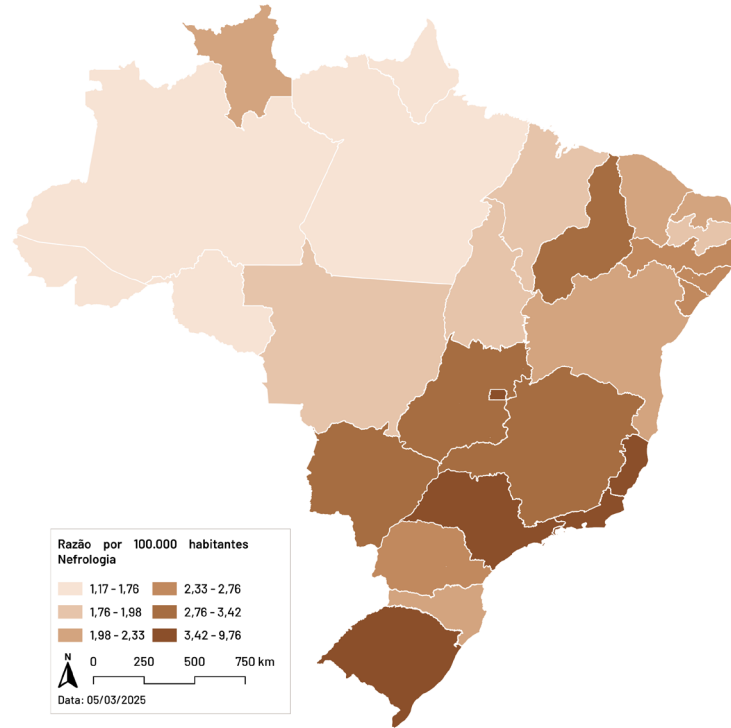 Razão por 100.000 habitantes
Nefrologia
1,17 - 1,76 2,33 - 2,76
1,76 - 1,98 2,76 - 3,42
1,98 - 2,33 3,42 - 9,76
N
0 250 500 750 km
Data: 05/03/2025